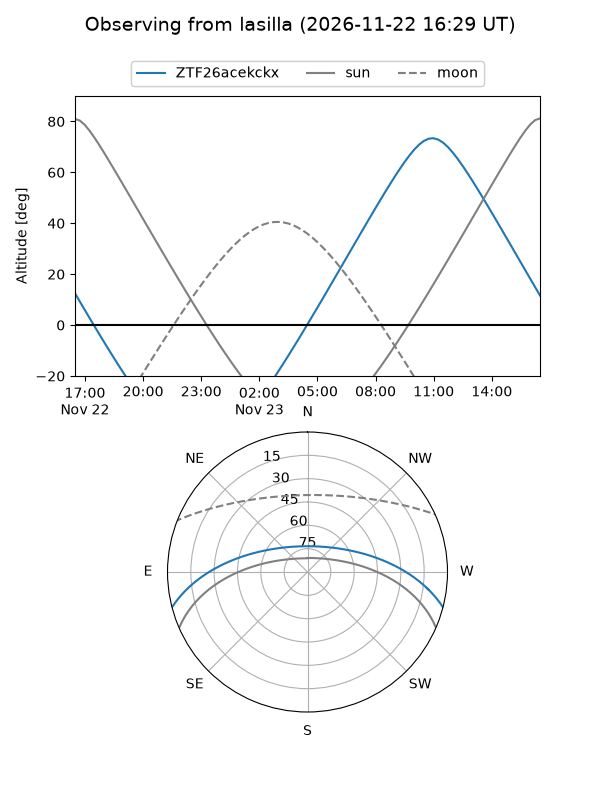 Observing from lasilla (2026-11-22 16:29 UT)
ZTF26acekckx
sun
moon
Altitude [deg]
80
60
40
20
0
−20
17:00
Nov 22
20:00
23:00
02:00
Nov 23
05:00
08:00
11:00
14:00
N
NE
NW
15
30
45
60
75
E
W
SE
SW
S